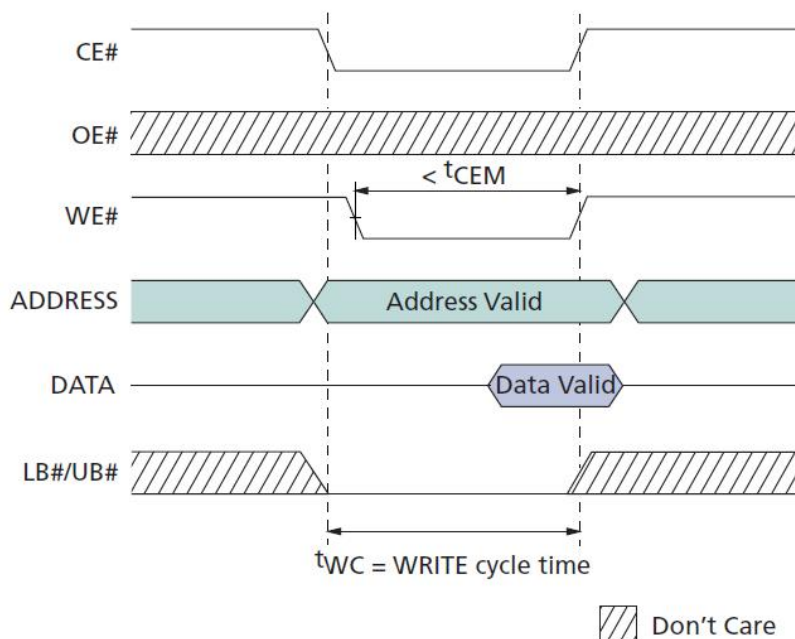 CE#
OE#
< tCEM
WE#
ADDRESS
Address Valid
DATA
Data Valid
LB#/UB#
tWC = WRITE cycle time
Don't Care